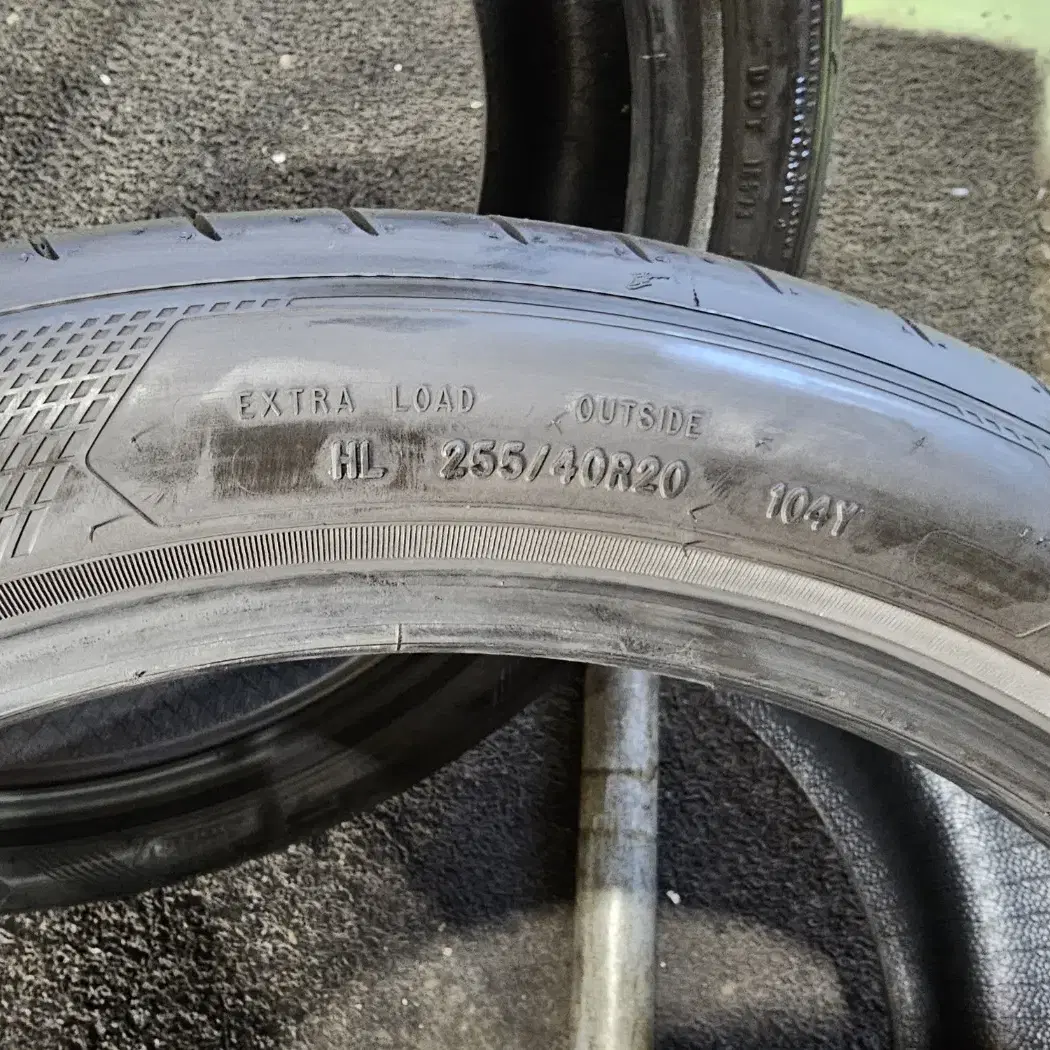 DOT
EXTRA LOAD OUTSIDE
HL 255/40R20 104Y